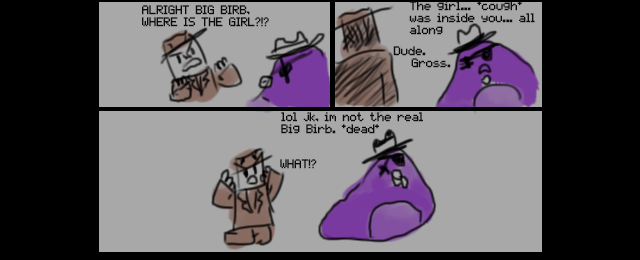 ALRIGHT BIG BIRB.
WHERE IS THE GIRL?!?
The girl... *cough*
was inside you... all
along
Dude.
Gross.
lol Jk. im not the real
Big Birb. *dead*
WHAT!?